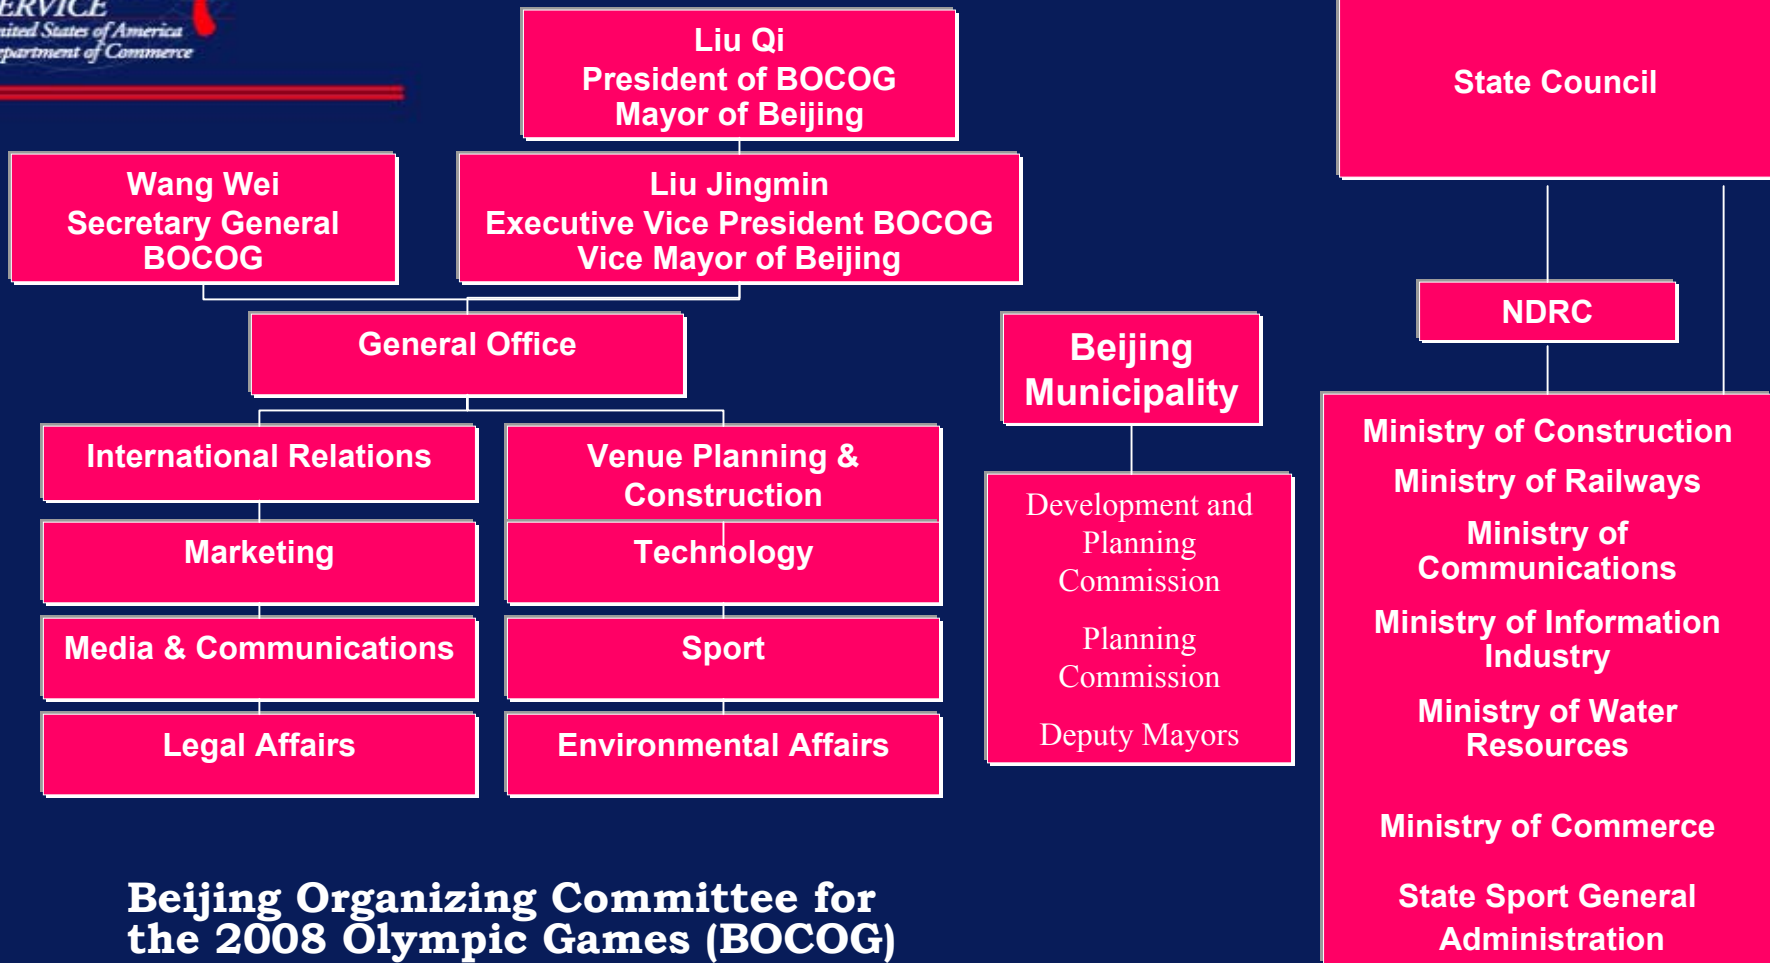 United States of America
Department of Commerce
Liu Qi
President of BOCOG
Mayor of Beijing
State Council
Wang Wei
Secretary General
BOCOG
Liu Jingmin
Executive Vice President BOCOG
Vice Mayor of Beijing
General Office
Beijing
Municipality
NDRC
International Relations
Venue Planning &
Construction
Marketing
Technology
Media & Communications
Sport
Legal Affairs
Environmental Affairs
Development and
Planning
Commission
Planning
Commission
Deputy Mayors
Ministry of Construction
Ministry of Railways
Ministry of
Communications
Ministry of Information
Industry
Ministry of Water
Resources
Ministry of Commerce
State Sport General
Administration
Beijing Organizing Committee for
the 2008 Olympic Games (BOCOG)